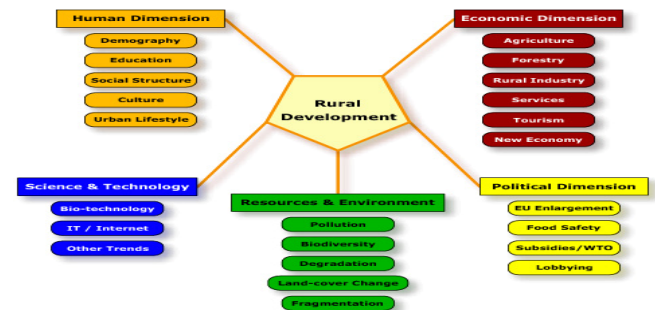 Human Dimension
Demography
Education
Social Structure
Culture
Urban Lifestyle
Economic Dimension
Agriculture
Forestry
Rural Industry
Services
Tourism
New Economy
Rural
Development
Science & Technology
Bio-technology
IT / Internet
Other Trends
Resources & Environment
Pollution
Biodiversity
Degradation
Land-cover Change
Fragmentation
Political Dimension
EU Enlargement
Food Safety
Subsidies/WTO
Lobbying